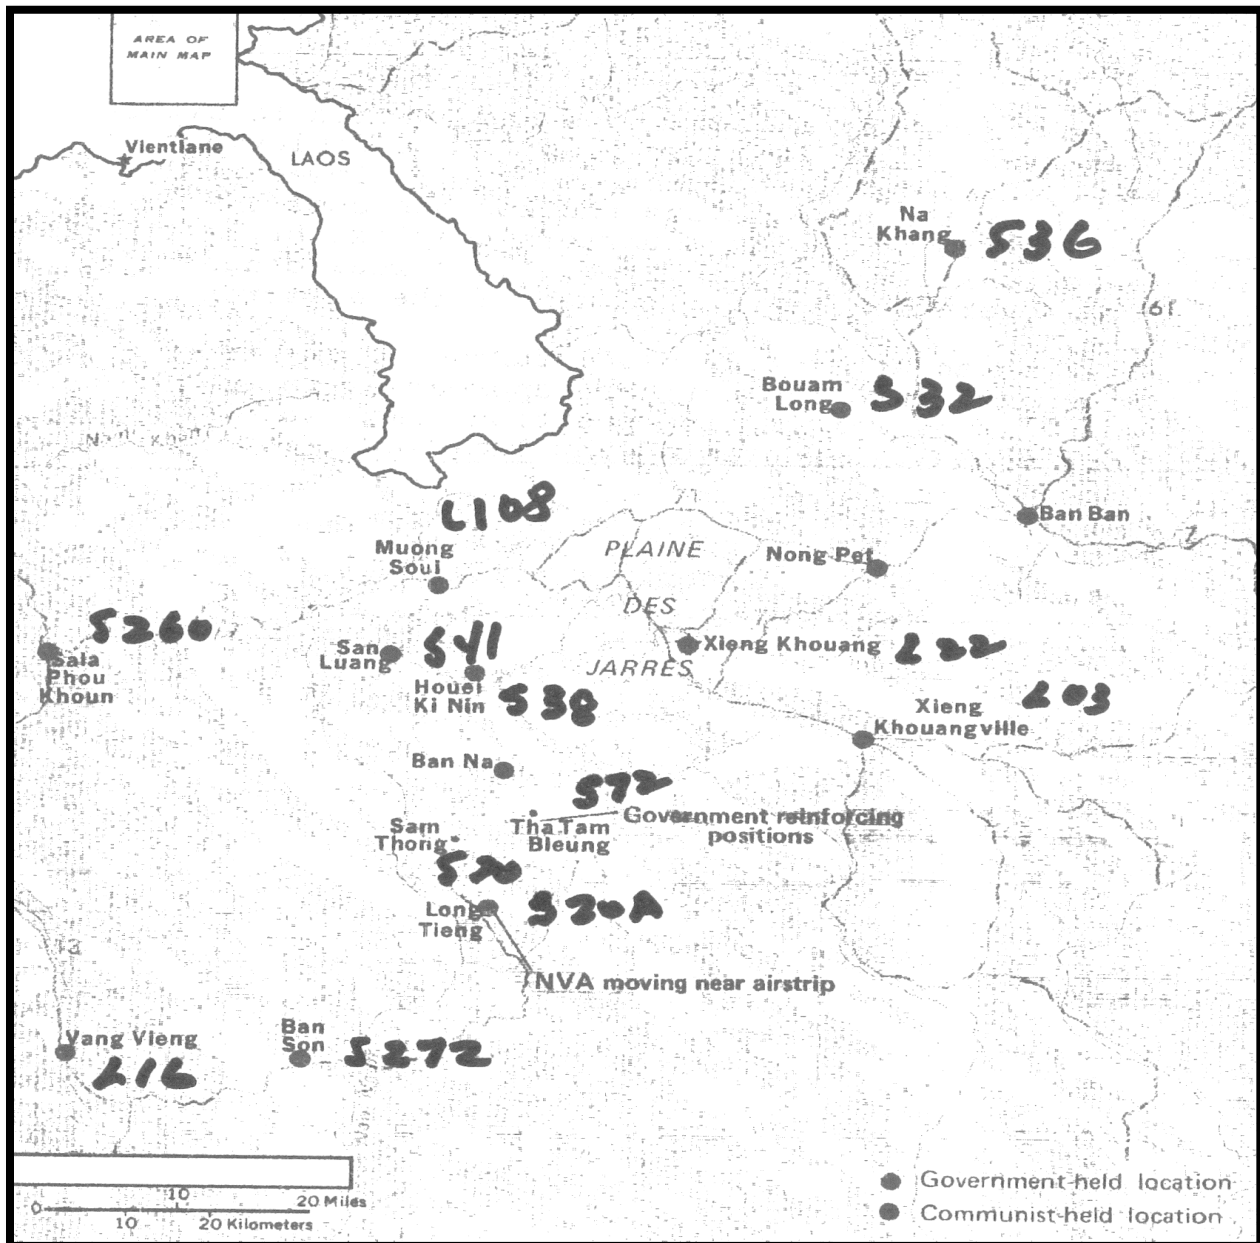 AREA OF
MAIN MAP
Vientiane
LAOS
Na
Khang
S36
61
Bouam
Long
S32
L108
Muong
Soui
PLAINE
Nong Pet
Ban Ban
7
DES
S260
Sala
Phou
Khoun
San
Luang
S41
Houei
Ki Nin
S38
JARRES
Xieng Khouang
L22
L03
Xieng
Khouangville
Ban Na
S72
Tha Tam
Bleung
Government reinforcing
positions
Sam
Thong
S20
Long
Tieng
S20A
13
NVA moving near airstrip
Vang Vieng
L16
Ban
Son
S272
10
20 Miles
0
10
20 Kilometers
Government-held location
Communist-held location